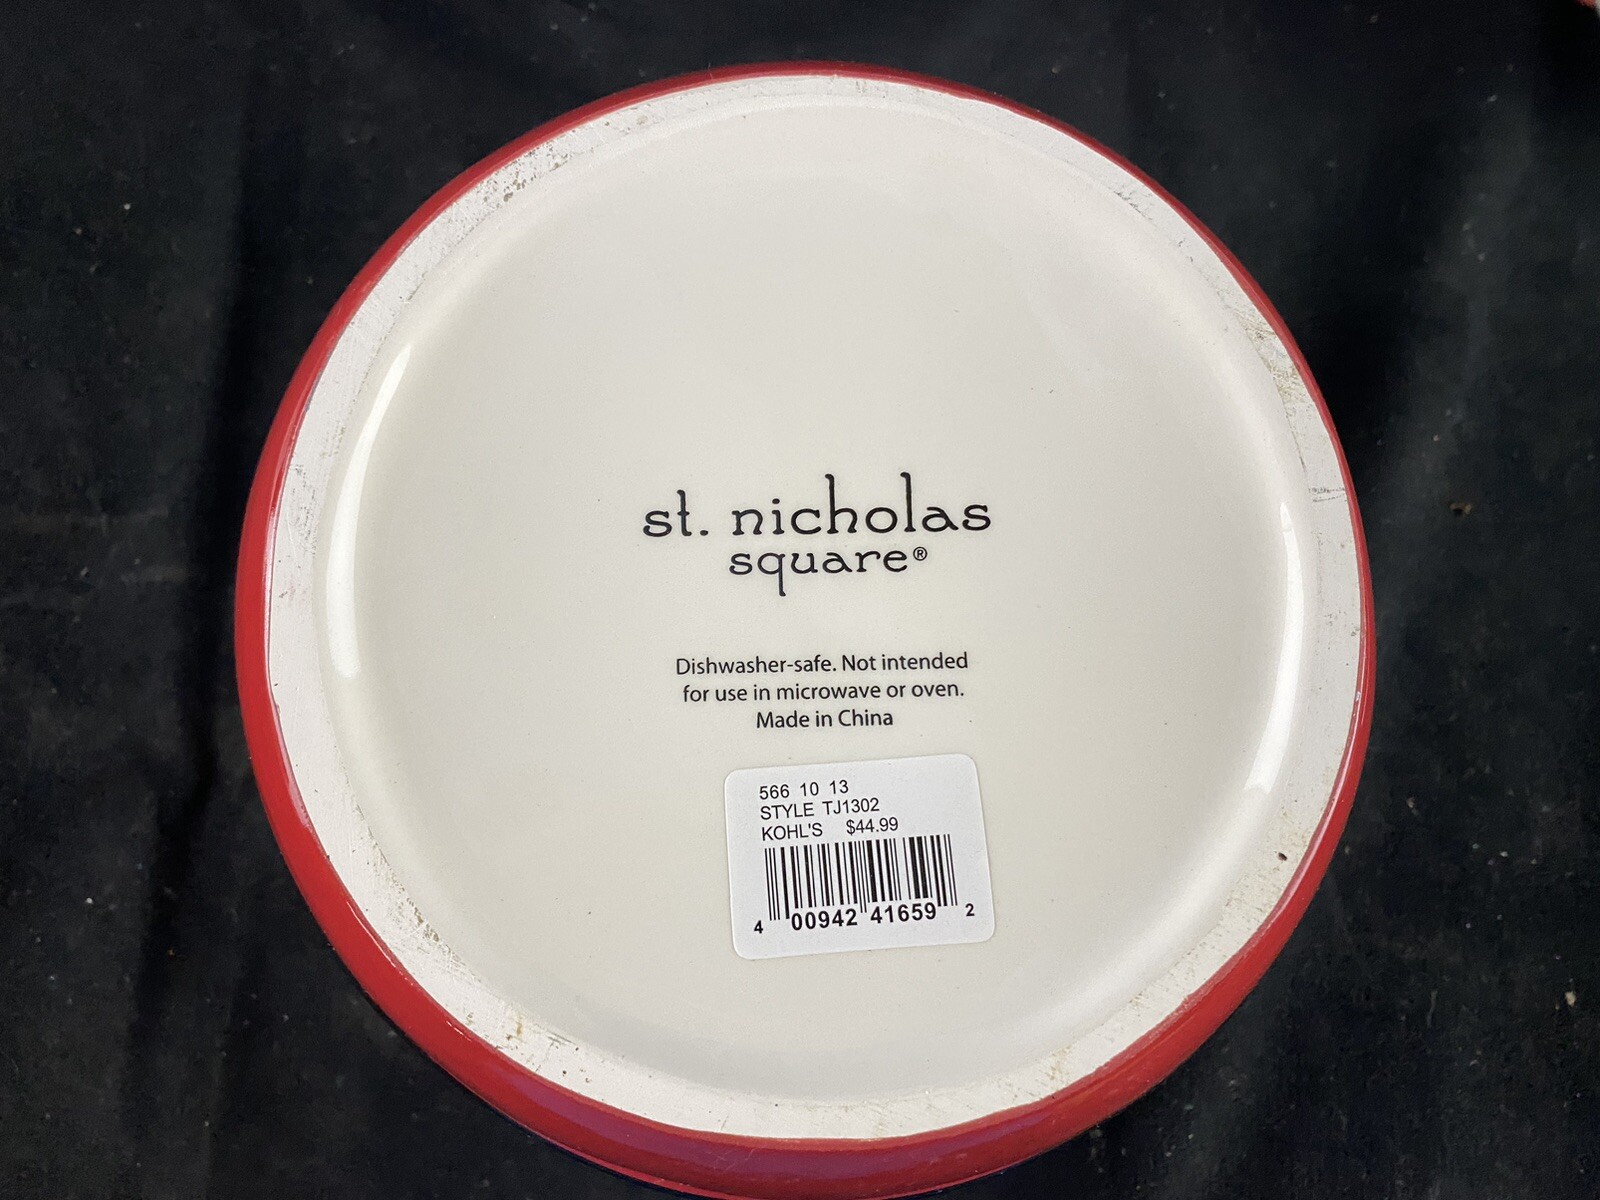 st. nicholas
square®
Dishwasher-safe. Not intended
for use in microwave or oven.
Made in China
566 10 13
STYLE TJ1302
KOHL'S $44.99
4 00942 41659 2